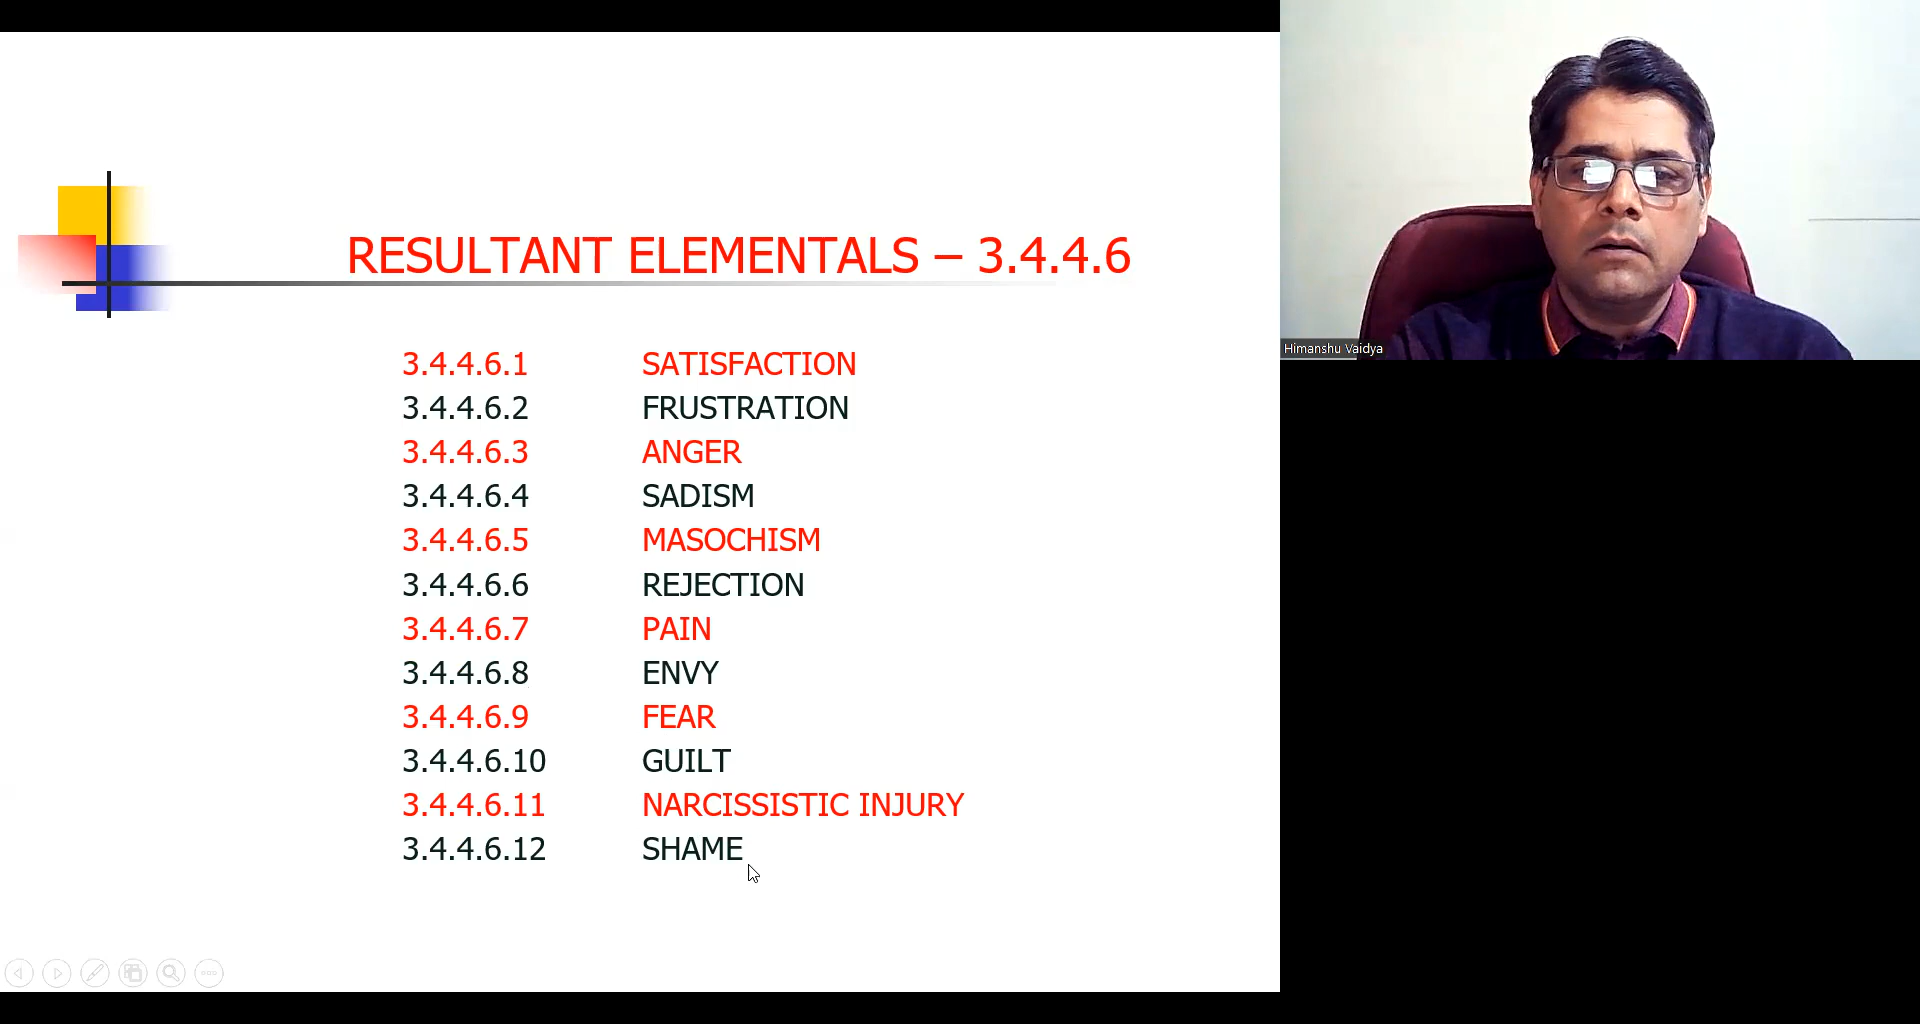 RESULTANT ELEMENTALS – 3.4.4.6
3.4.4.6.1 SATISFACTION
3.4.4.6.2 FRUSTRATION
3.4.4.6.3 ANGER
3.4.4.6.4 SADISM
3.4.4.6.5 MASOCHISM
3.4.4.6.6 REJECTION
3.4.4.6.7 PAIN
3.4.4.6.8 ENVY
3.4.4.6.9 FEAR
3.4.4.6.10 GUILT
3.4.4.6.11 NARCISSISTIC INJURY
3.4.4.6.12 SHAME
Himanshu Vaidya